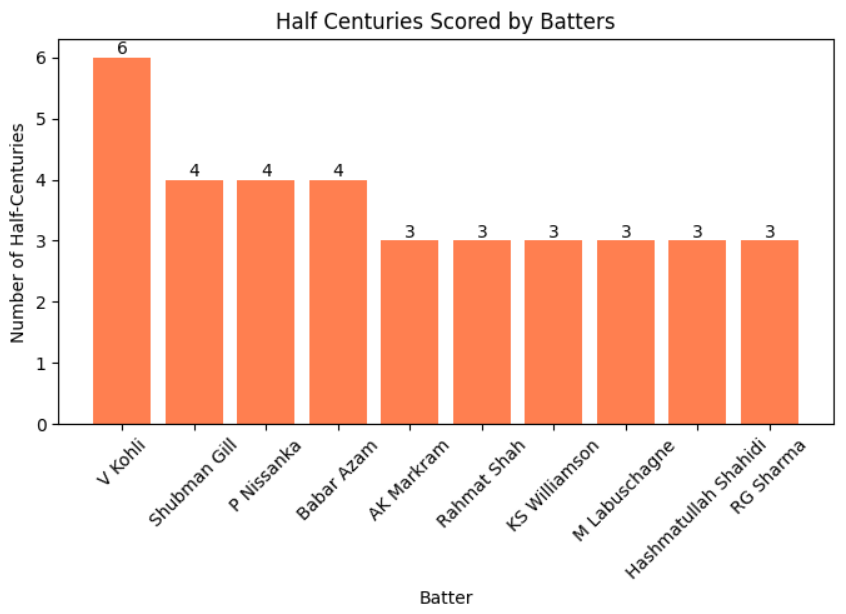 Half Centuries Scored by Batters
Number of Half-Centuries
6
5
4
3
2
1
0
6
4
4
4
3
3
3
3
3
3
V Kohli
Shubman Gill
P Nissanka
Babar Azam
AK Markram
Rahmat Shah
KS Williamson
M Labuschagne
Hashmatullah Shahidi
RG Sharma
Batter